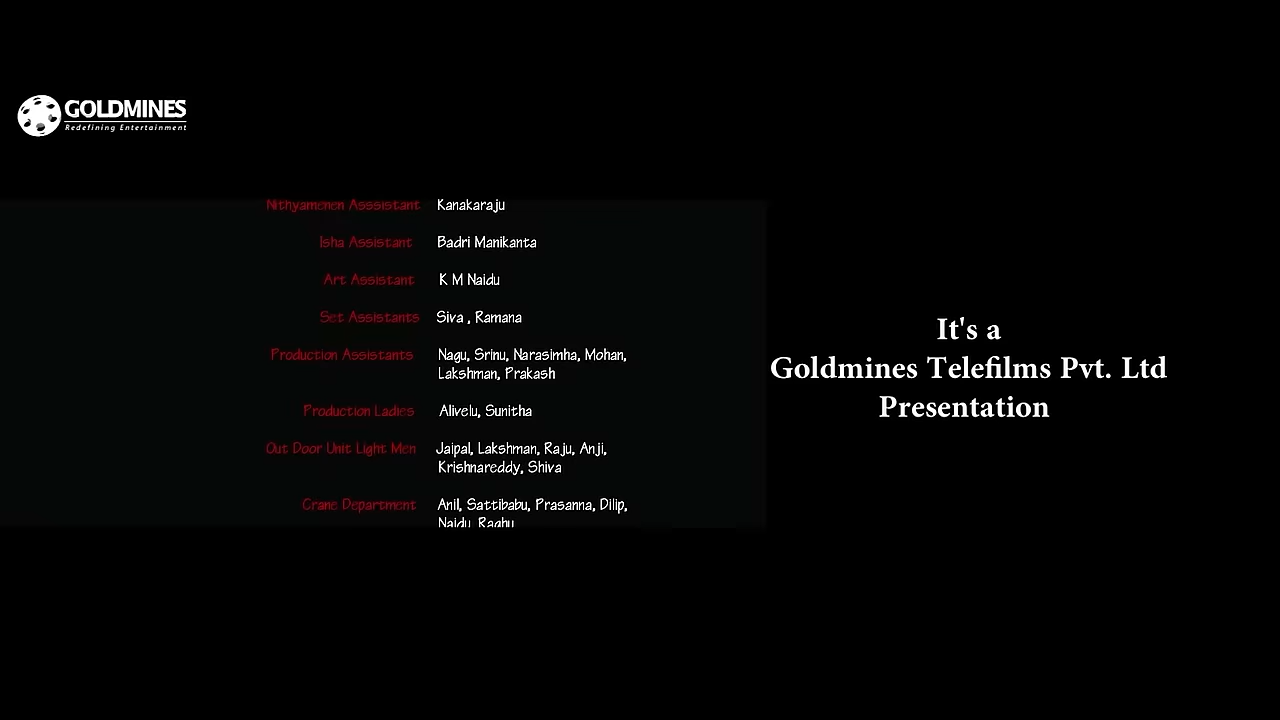 GOLDMINES
Redefining Entertainment
Nithyamenen Asssistant Kanakaraju
Isha Assistant Badri Manikanta
Art Assistant K M Naidu
Set Assistants Siva , Ramana
Production Assistants Nagu, Srinu, Narasimha, Mohan,
Lakshman, Prakash
Production Ladies Alivelu, Sunitha
Out Door Unit Light Men Jaipal, Lakshman, Raju, Anji,
Krishnareddy, Shiva
Crane Department Anil, Sattibabu, Prasanna, Dilip,
Naidu, Raghu
It's a
Goldmines Telefilms Pvt. Ltd
Presentation